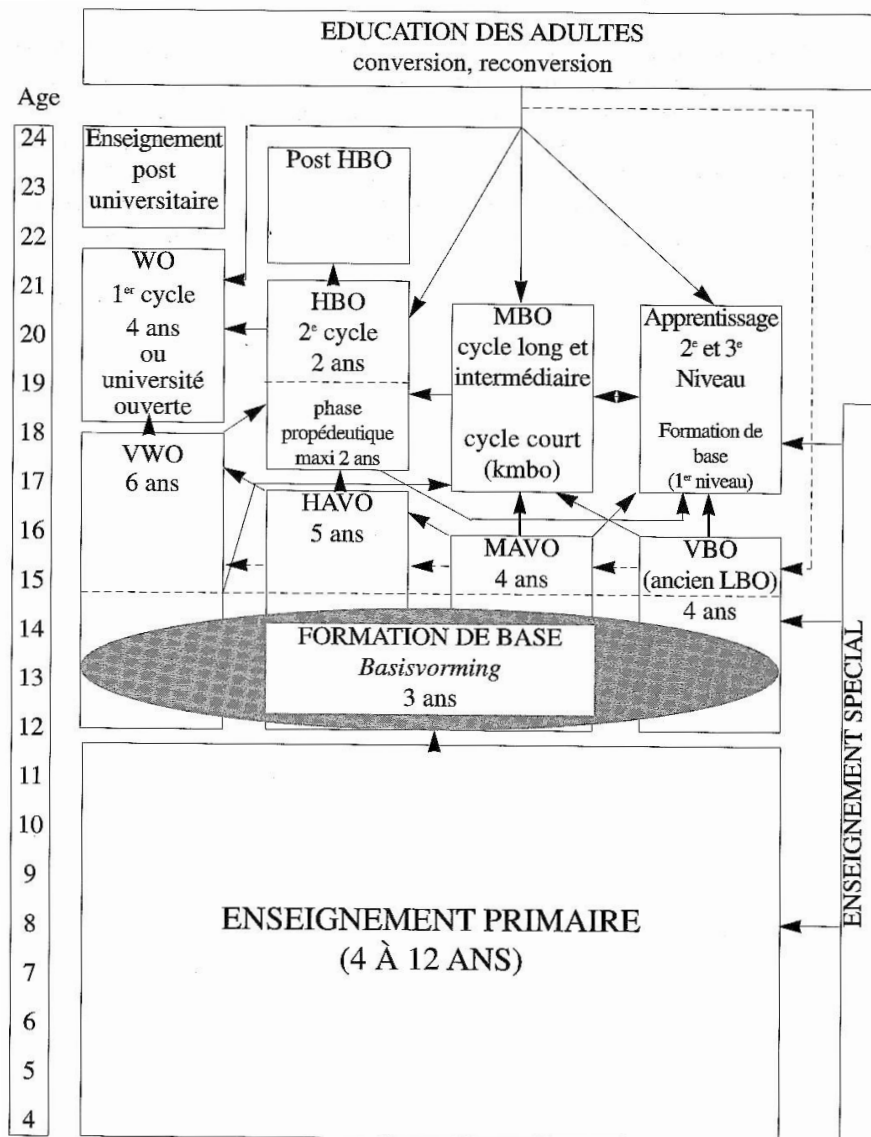 EDUCATION DES ADULTES
conversion, reconversion
Age
24
23
22
21
20
19
18
17
16
15
14
13
12
11
10
9
8
7
6
5
4
Enseignement
post
universitaire
Post HBO
WO
1er cycle
4 ans
ou
université
ouverte
HBO
2e cycle
2 ans
phase
propédeutique
maxi 2 ans
MBO
cycle long et
intermédiaire
cycle court
(kmbo)
Apprentissage
2e et 3e
Niveau
Formation de
base
(1er niveau)
VWO
6 ans
HAVO
5 ans
MAVO
4 ans
VBO
(ancien LBO)
4 ans
FORMATION DE BASE
Basisvorming
3 ans
ENSEIGNEMENT PRIMAIRE
(4 À 12 ANS)
ENSEIGNEMENT SPECIAL